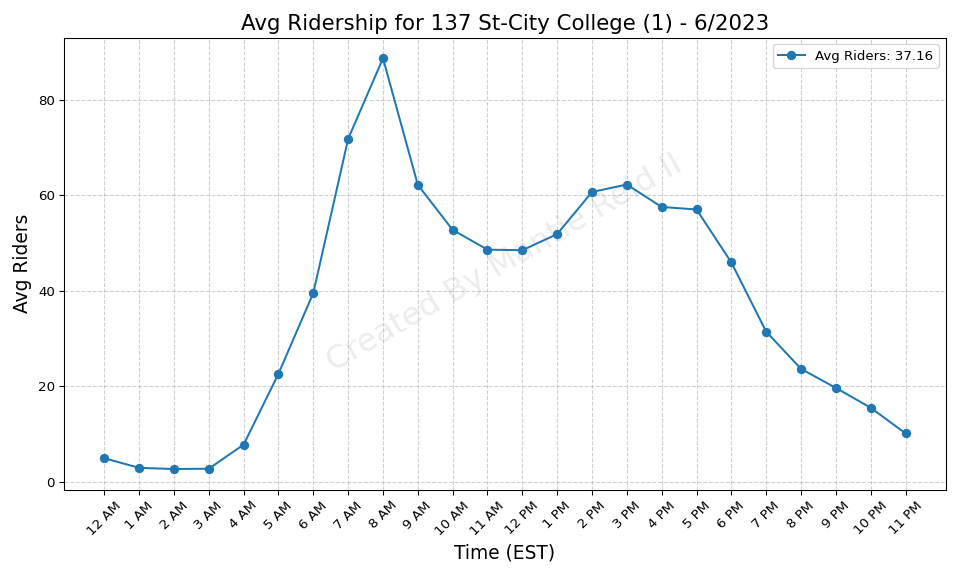 Avg Ridership for 137 St-City College (1) - 6/2023
Avg Riders: 37.16
Avg Riders
80
60
40
20
0
Created By Mantie Reid II
12 AM
1 AM
2 AM
3 AM
4 AM
5 AM
6 AM
7 AM
8 AM
9 AM
10 AM
11 AM
12 PM
1 PM
2 PM
3 PM
4 PM
5 PM
6 PM
7 PM
8 PM
9 PM
10 PM
11 PM
Time (EST)